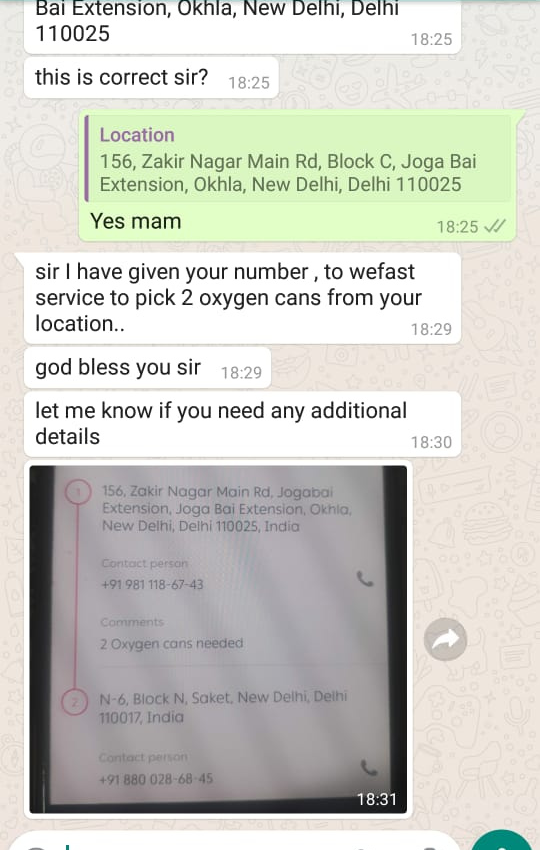 Bai Extension, Okhla, New Delhi, Delhi
110025
18:25
this is correct sir?
18:25
Location
156, Zakir Nagar Main Rd, Block C, Joga Bai
Extension, Okhla, New Delhi, Delhi 110025
Yes mam
18:25
sir I have given your number , to wefast
service to pick 2 oxygen cans from your
location..
18:29
god bless you sir
18:29
let me know if you need any additional
details
18:30
1
156, Zakir Nagar Main Rd, Jogabai
Extension, Joga Bai Extension, Okhla,
New Delhi, Delhi 110025, India
Contact person
+91 981 118-67-43
Comments
2 Oxygen cans needed
2
N-6, Block N, Saket, New Delhi, Delhi
110017, India
Contact person
+91 880 028-68-45
18:31